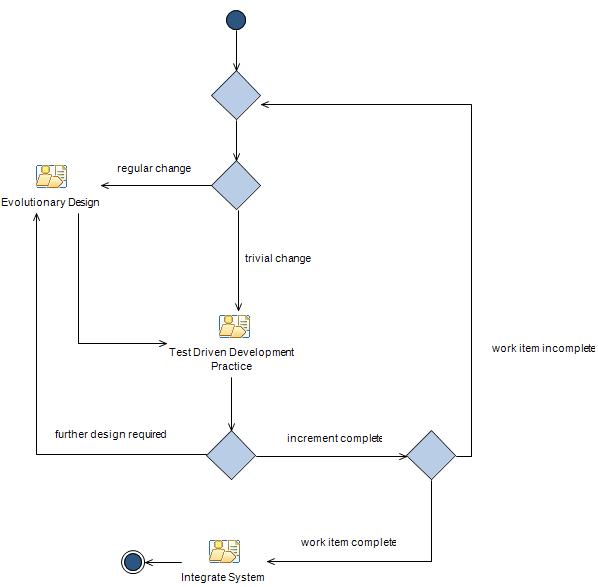 regular change
Evolutionary Design
trivial change
Test Driven Development
Practice
work item incomplete
further design required
increment complete
work item complete
Integrate System